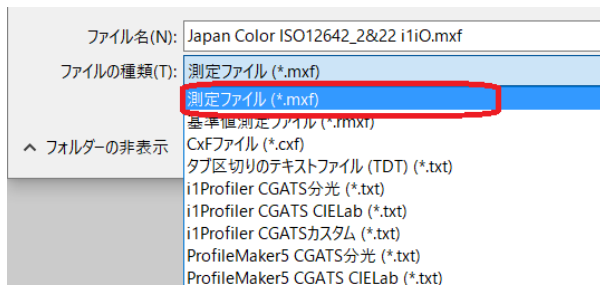 ファイル名(N): Japan Color ISO12642_2&22 i1iO.mxf
ファイルの種類(T): 測定ファイル (*.mxf)
測定ファイル (*.mxf)
基準値測定ファイル (*.rmxf)
フォルダーの非表示 CxFファイル (*.cxf)
タブ区切りのテキストファイル (TDT) (*.txt)
i1Profiler CGATS分光 (*.txt)
i1Profiler CGATS CIELab (*.txt)
i1Profiler CGATSカスタム (*.txt)
ProfileMaker5 CGATS分光 (*.txt)
ProfileMaker5 CGATS CIELab (*.txt)